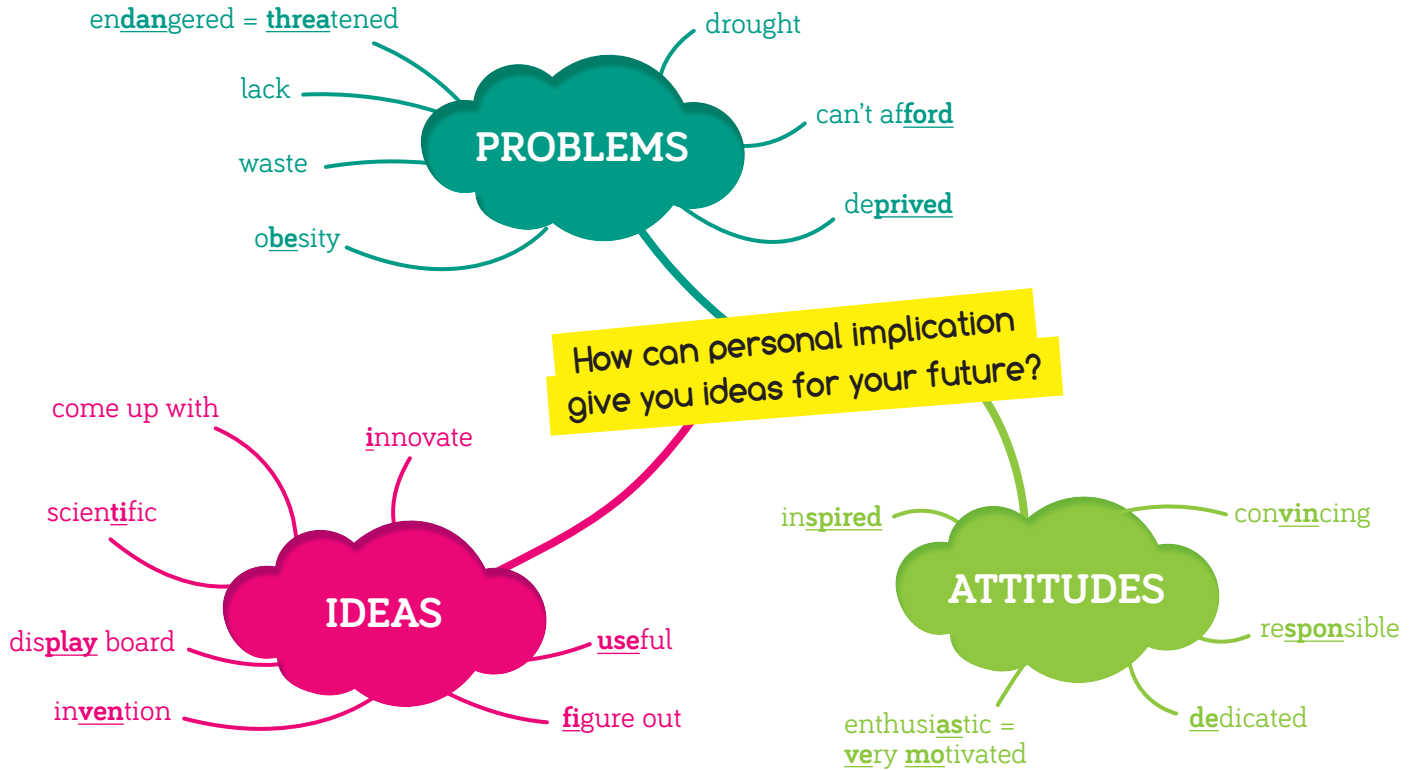 endangered = threatened
drought
lack
can't afford
PROBLEMS
waste
deprived
obesity
How can personal implication
give you ideas for your future?
come up with
innovate
scientific
IDEAS
display board
useful
invention
figure out
inspired
convincing
ATTITUDES
responsible
enthusiastic =
very motivated
dedicated